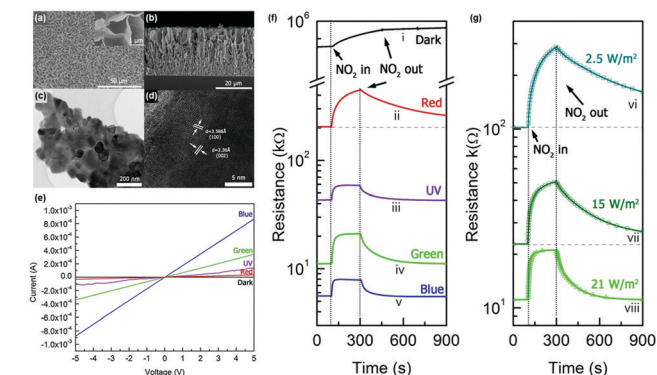 (a)
50 µm
µm
(b)
20 µm
(c)
200 nm
(d)
d=3.586Å
(100)
d=3.36Å
(002)
5 nm
(e)
Current (A)
1.0x10⁻³
8.0x10⁻⁴
6.0x10⁻⁴
4.0x10⁻⁴
2.0x10⁻⁴
0.0
-2.0x10⁻⁴
-4.0x10⁻⁴
-6.0x10⁻⁴
-8.0x10⁻⁴
-1.0x10⁻³
Blue
Green
UV
Red
Dark
-5 -4 -3 -2 -1 0 1 2 3 4 5
Voltage (V)
(f)
Resistance (kΩ)
10⁶
10²
10¹
i
Dark
NO₂ in
NO₂ out
Red
ii
UV
iii
Green
iv
Blue
v
0 300 600 900
Time (s)
(g)
Resistance k(Ω)
10²
10¹
2.5 W/m²
NO₂ out
vi
NO₂ in
15 W/m²
vii
21 W/m²
viii
0 300 600 900
Time (s)